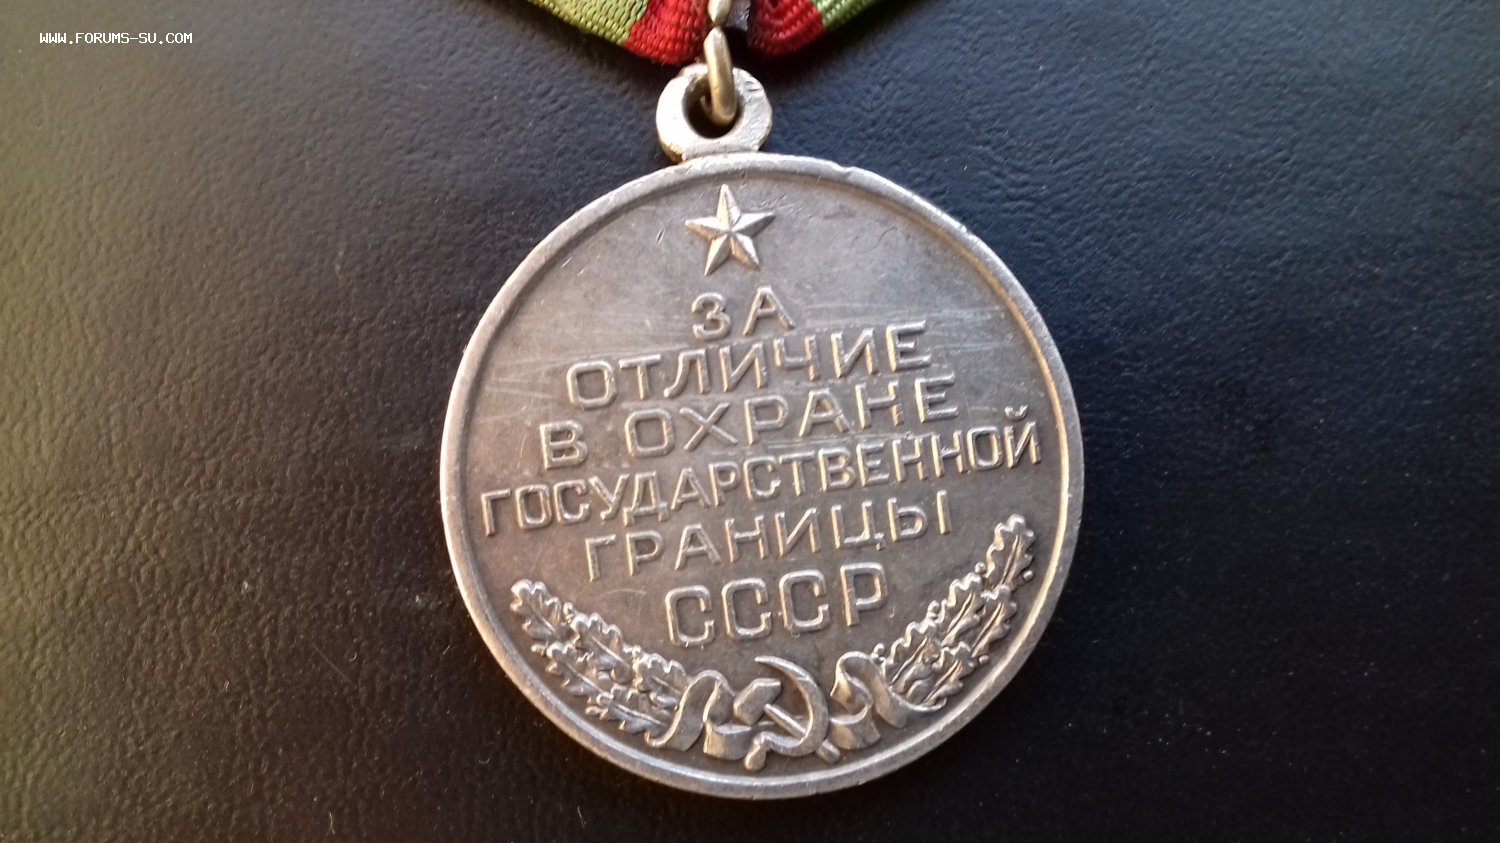 WWW.FORUMS-SU.COM
ЗА
ОТЛИЧИЕ
В ОХРАНЕ
ГОСУДАРСТВЕННОЙ
ГРАНИЦЫ
СССР